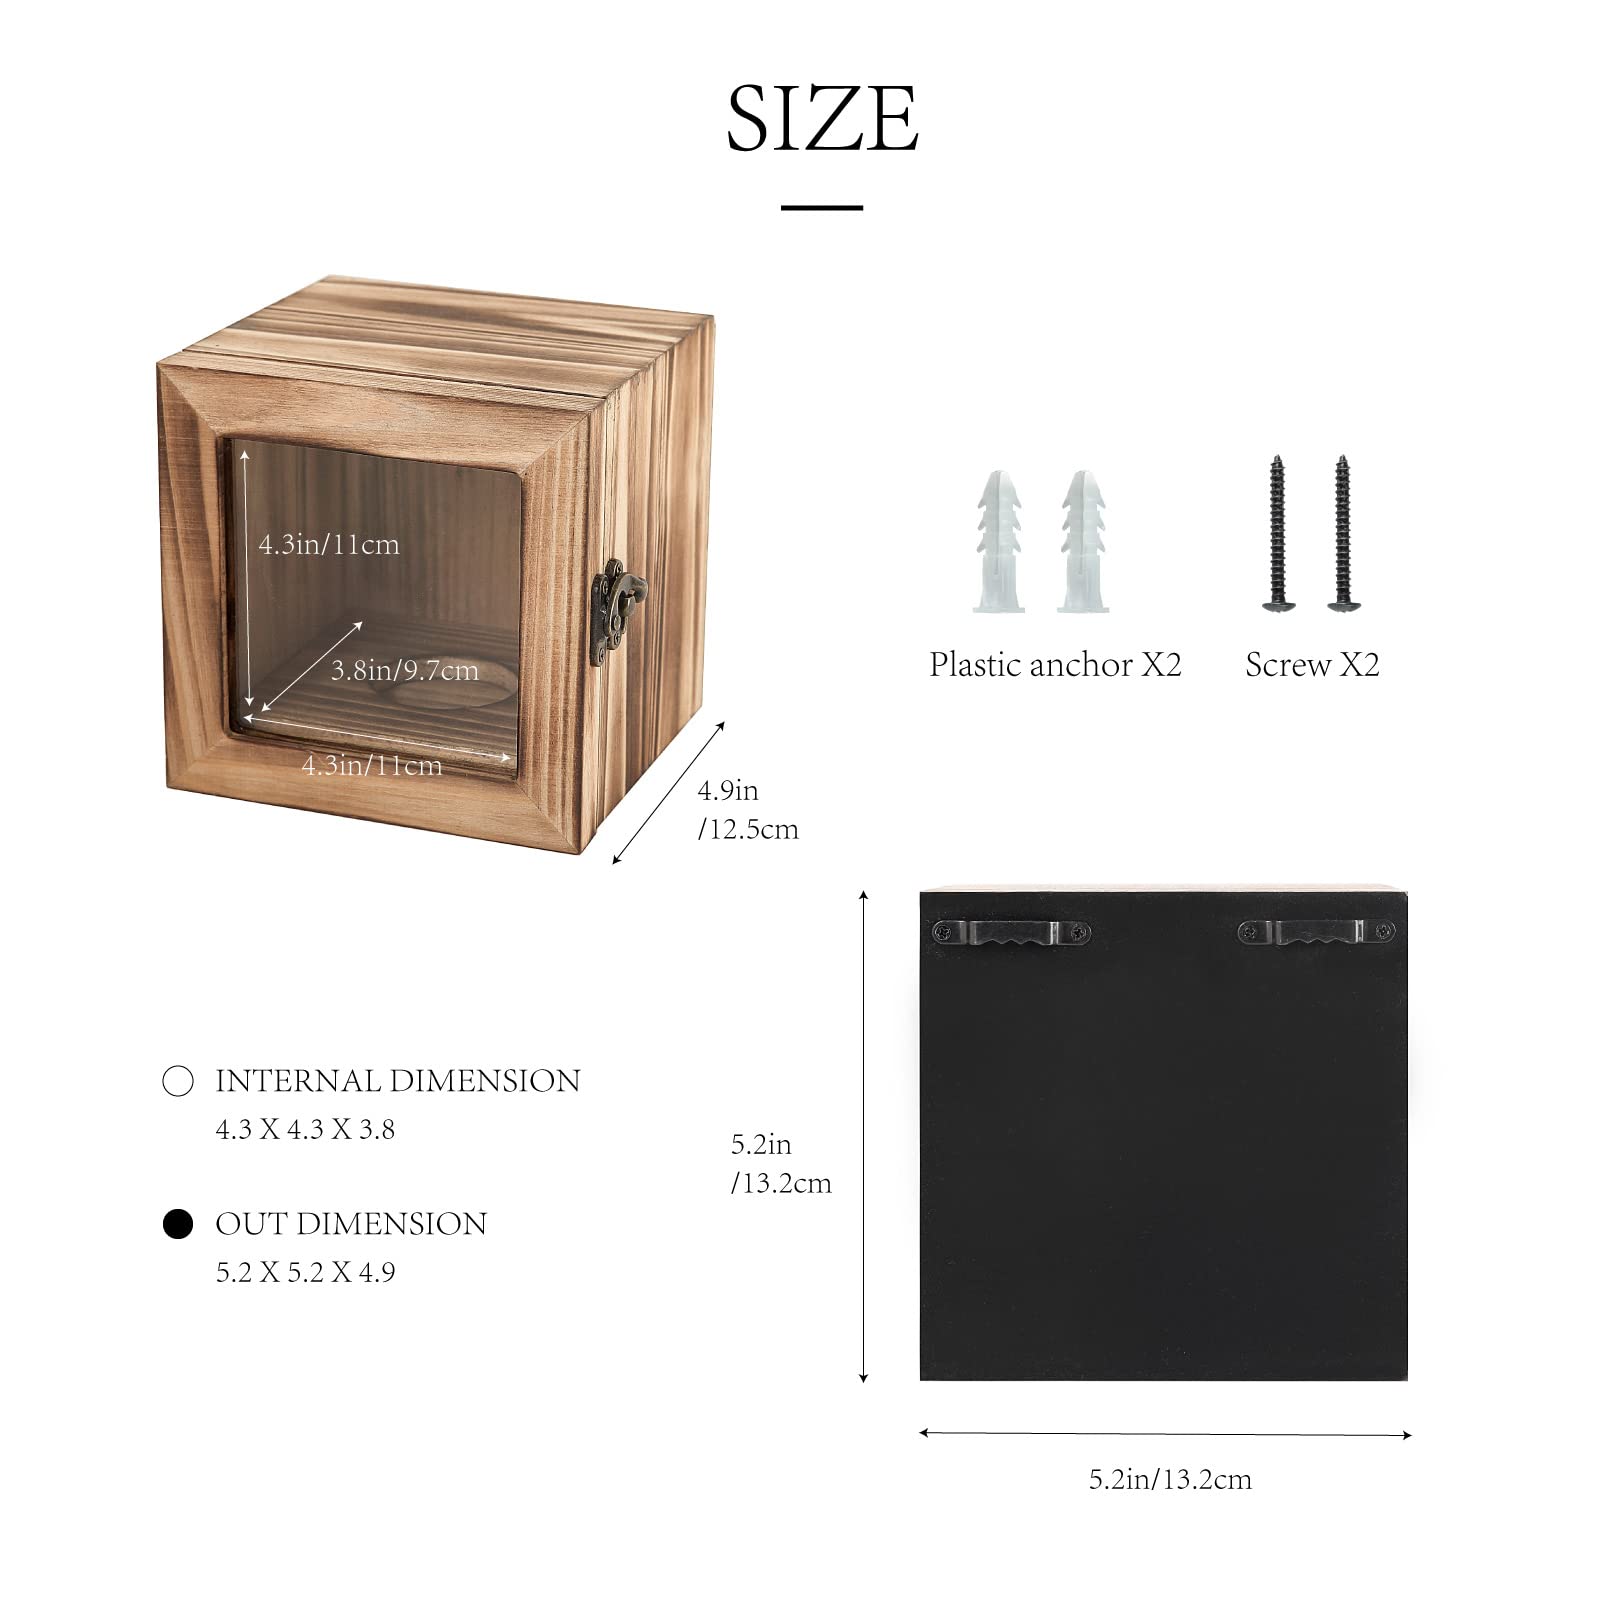 SIZE
4.3in/11cm
3.8in/9.7cm
4.3in/11cm
4.9in
/12.5cm
Plastic anchor X2
Screw X2
INTERNAL DIMENSION
4.3 X 4.3 X 3.8
OUT DIMENSION
5.2 X 5.2 X 4.9
5.2in
/13.2cm
5.2in/13.2cm